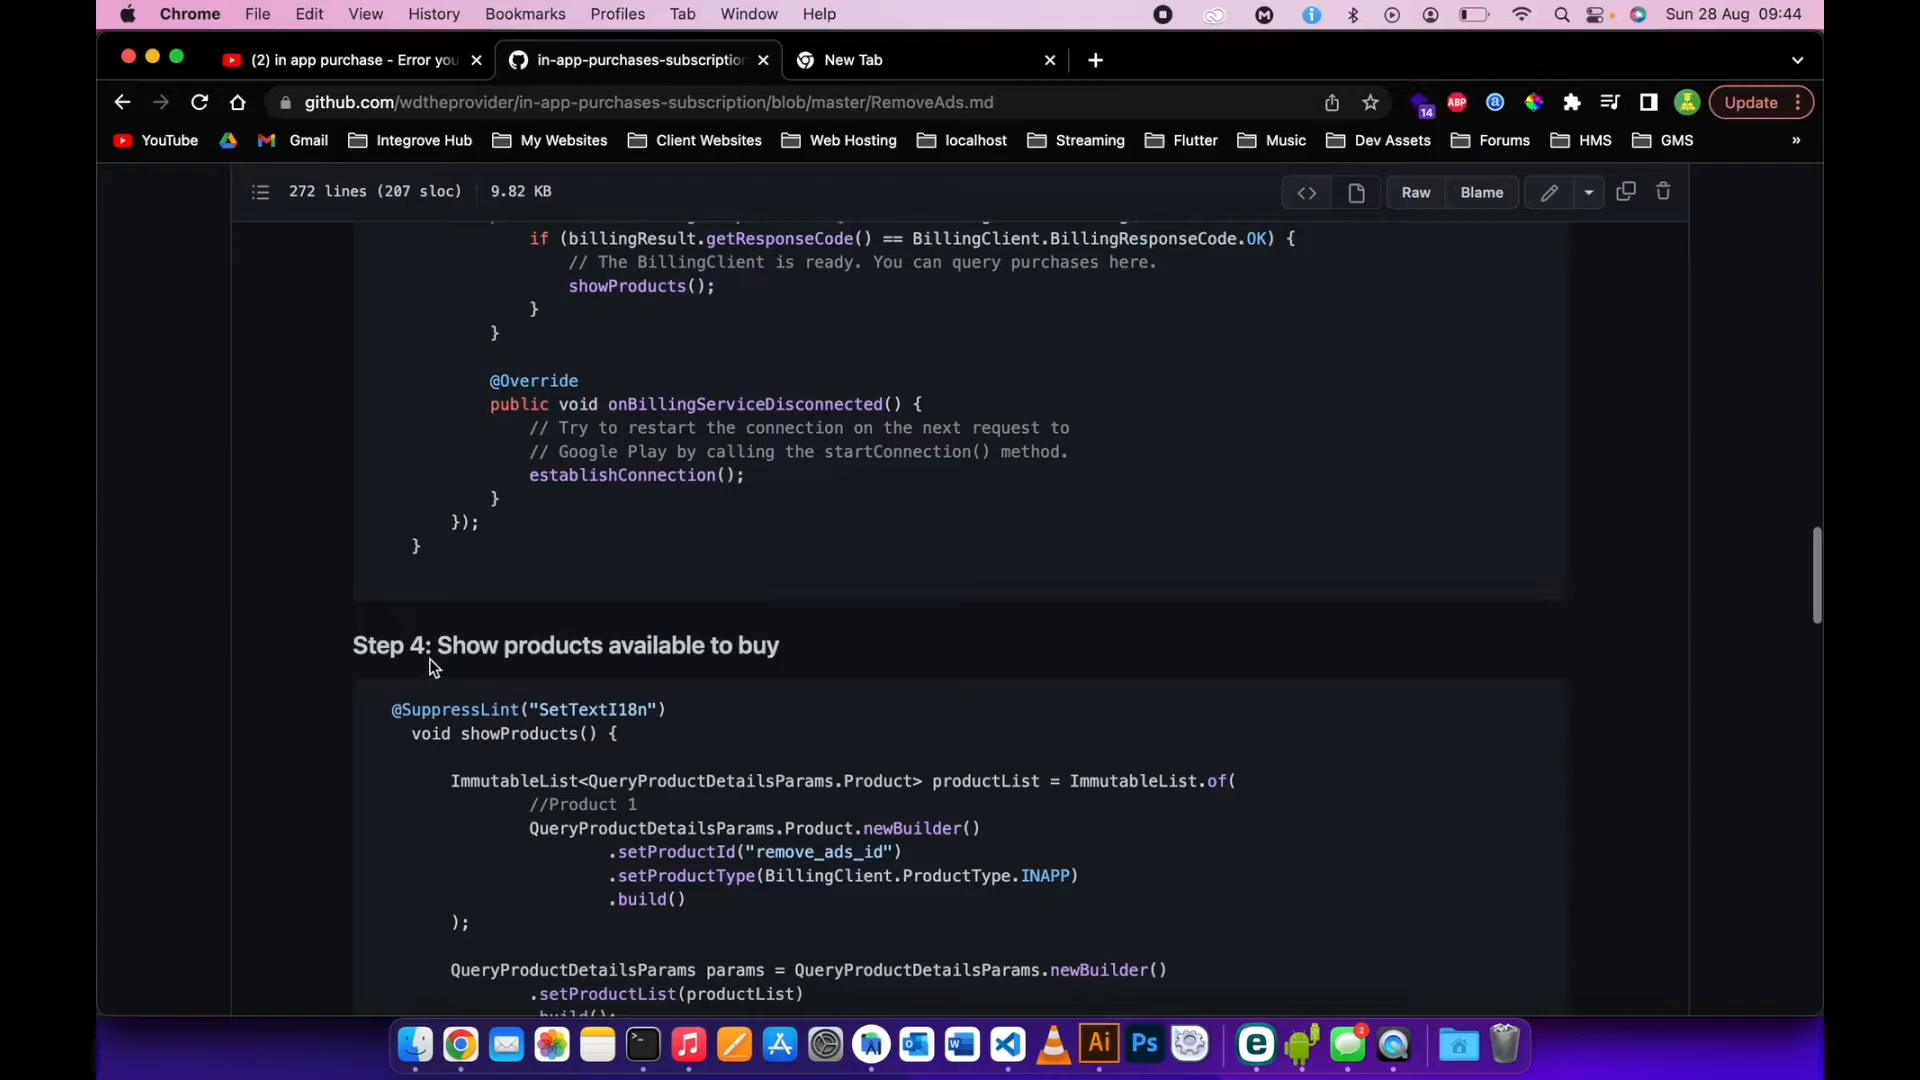 Chrome File Edit View History Bookmarks Profiles Tab Window Help Sun 28 Aug 09:44
(2) in app purchase - Error you in-app-purchases-subscription New Tab
github.com/wdtheprovider/in-app-purchases-subscription/blob/master/RemoveAds.md 14 ABP a Update
YouTube Gmail Integrove Hub My Websites Client Websites Web Hosting localhost Streaming Flutter Music Dev Assets Forums HMS GMS »
272 lines (207 sloc) 9.82 KB Raw Blame
if (billingResult.getResponseCode() == BillingClient.BillingResponseCode.OK) {
// The BillingClient is ready. You can query purchases here.
showProducts();
}
}
@Override
public void onBillingServiceDisconnected() {
// Try to restart the connection on the next request to
// Google Play by calling the startConnection() method.
establishConnection();
}
});
}
Step 4: Show products available to buy
@SuppressLint("SetTextI18n")
void showProducts() {
ImmutableList<QueryProductDetailsParams.Product> productList = ImmutableList.of(
//Product 1
QueryProductDetailsParams.Product.newBuilder()
.setProductId("remove_ads_id")
.setProductType(BillingClient.ProductType.INAPP)
.build()
);
QueryProductDetailsParams params = QueryProductDetailsParams.newBuilder()
.setProductList(productList)
.build();
Ai Ps 2